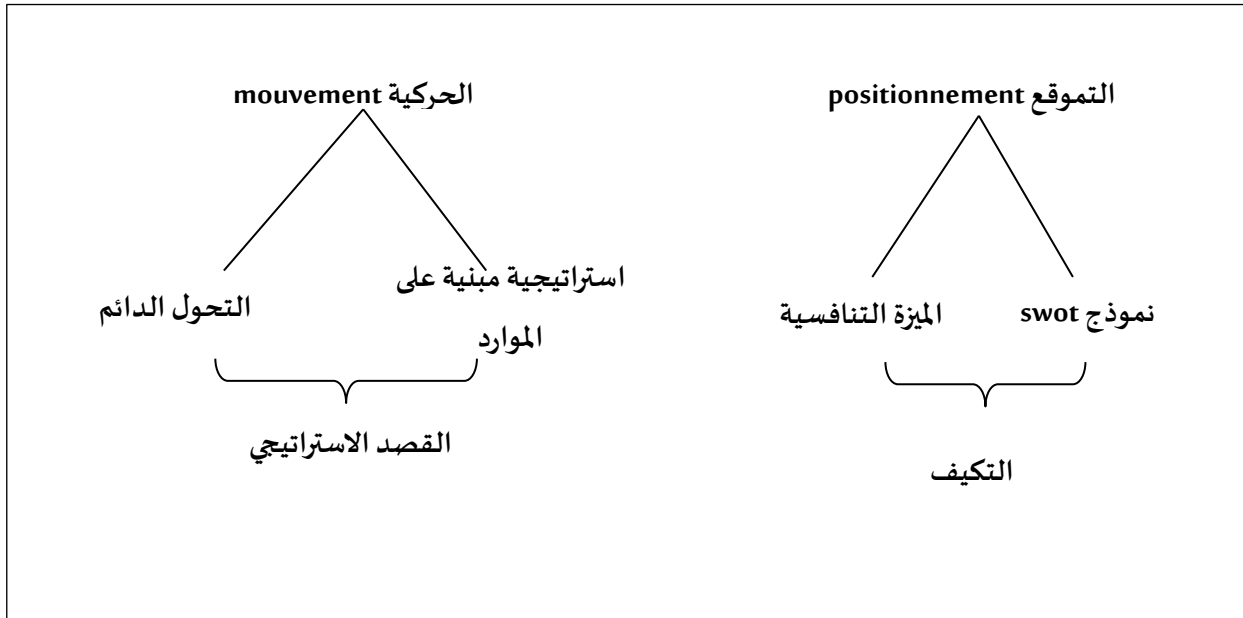 التموقع positionnement
الحركية mouvement
نموذج swot
الميزة التنافسية
استراتيجية مبنية على
الموارد
التحول الدائم
التكيف
القصد الاستراتيجي